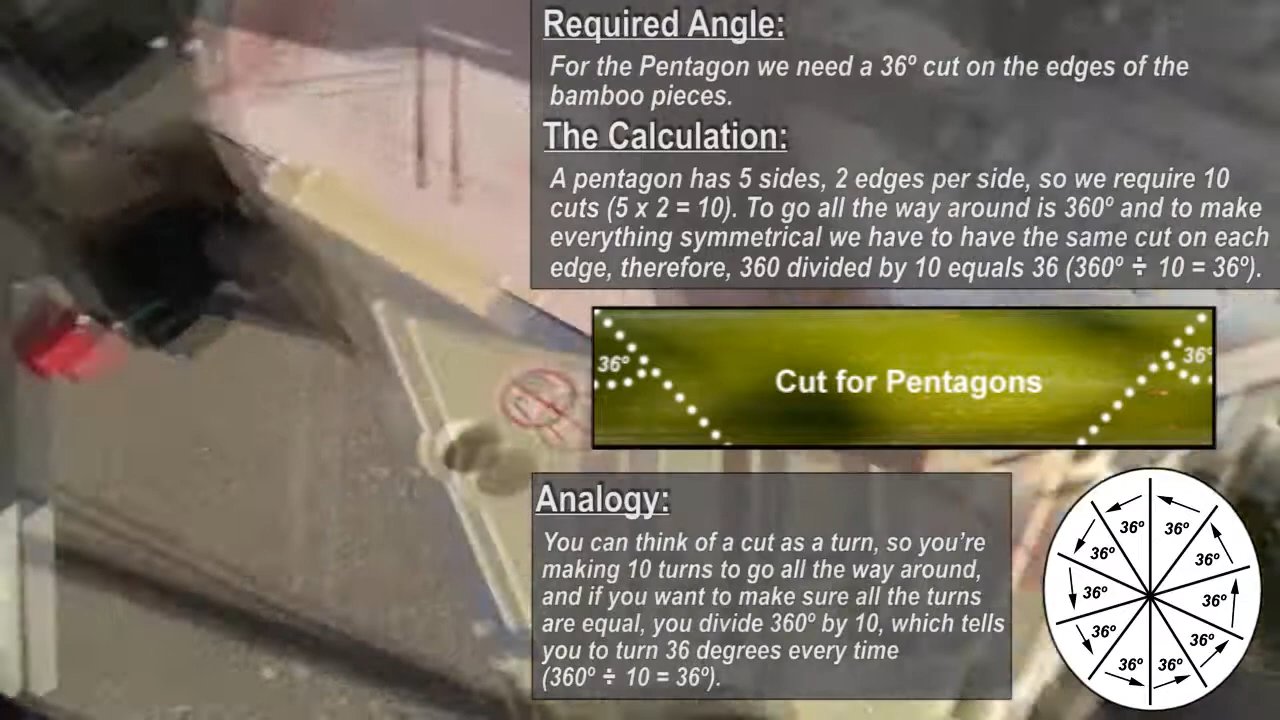 Required Angle:
For the Pentagon we need a 36º cut on the edges of the
bamboo pieces.
The Calculation:
A pentagon has 5 sides, 2 edges per side, so we require 10
cuts (5 x 2 = 10). To go all the way around is 360º and to make
everything symmetrical we have to have the same cut on each
edge, therefore, 360 divided by 10 equals 36 (360º ÷ 10 = 36º).
36º
36º
Cut for Pentagons
Analogy:
You can think of a cut as a turn, so you're
making 10 turns to go all the way around,
and if you want to make sure all the turns
are equal, you divide 360º by 10, which tells
you to turn 36 degrees every time
(360º ÷ 10 = 36º).
36º 36º
36º 36º
36º 36º
36º 36º
36º 36º